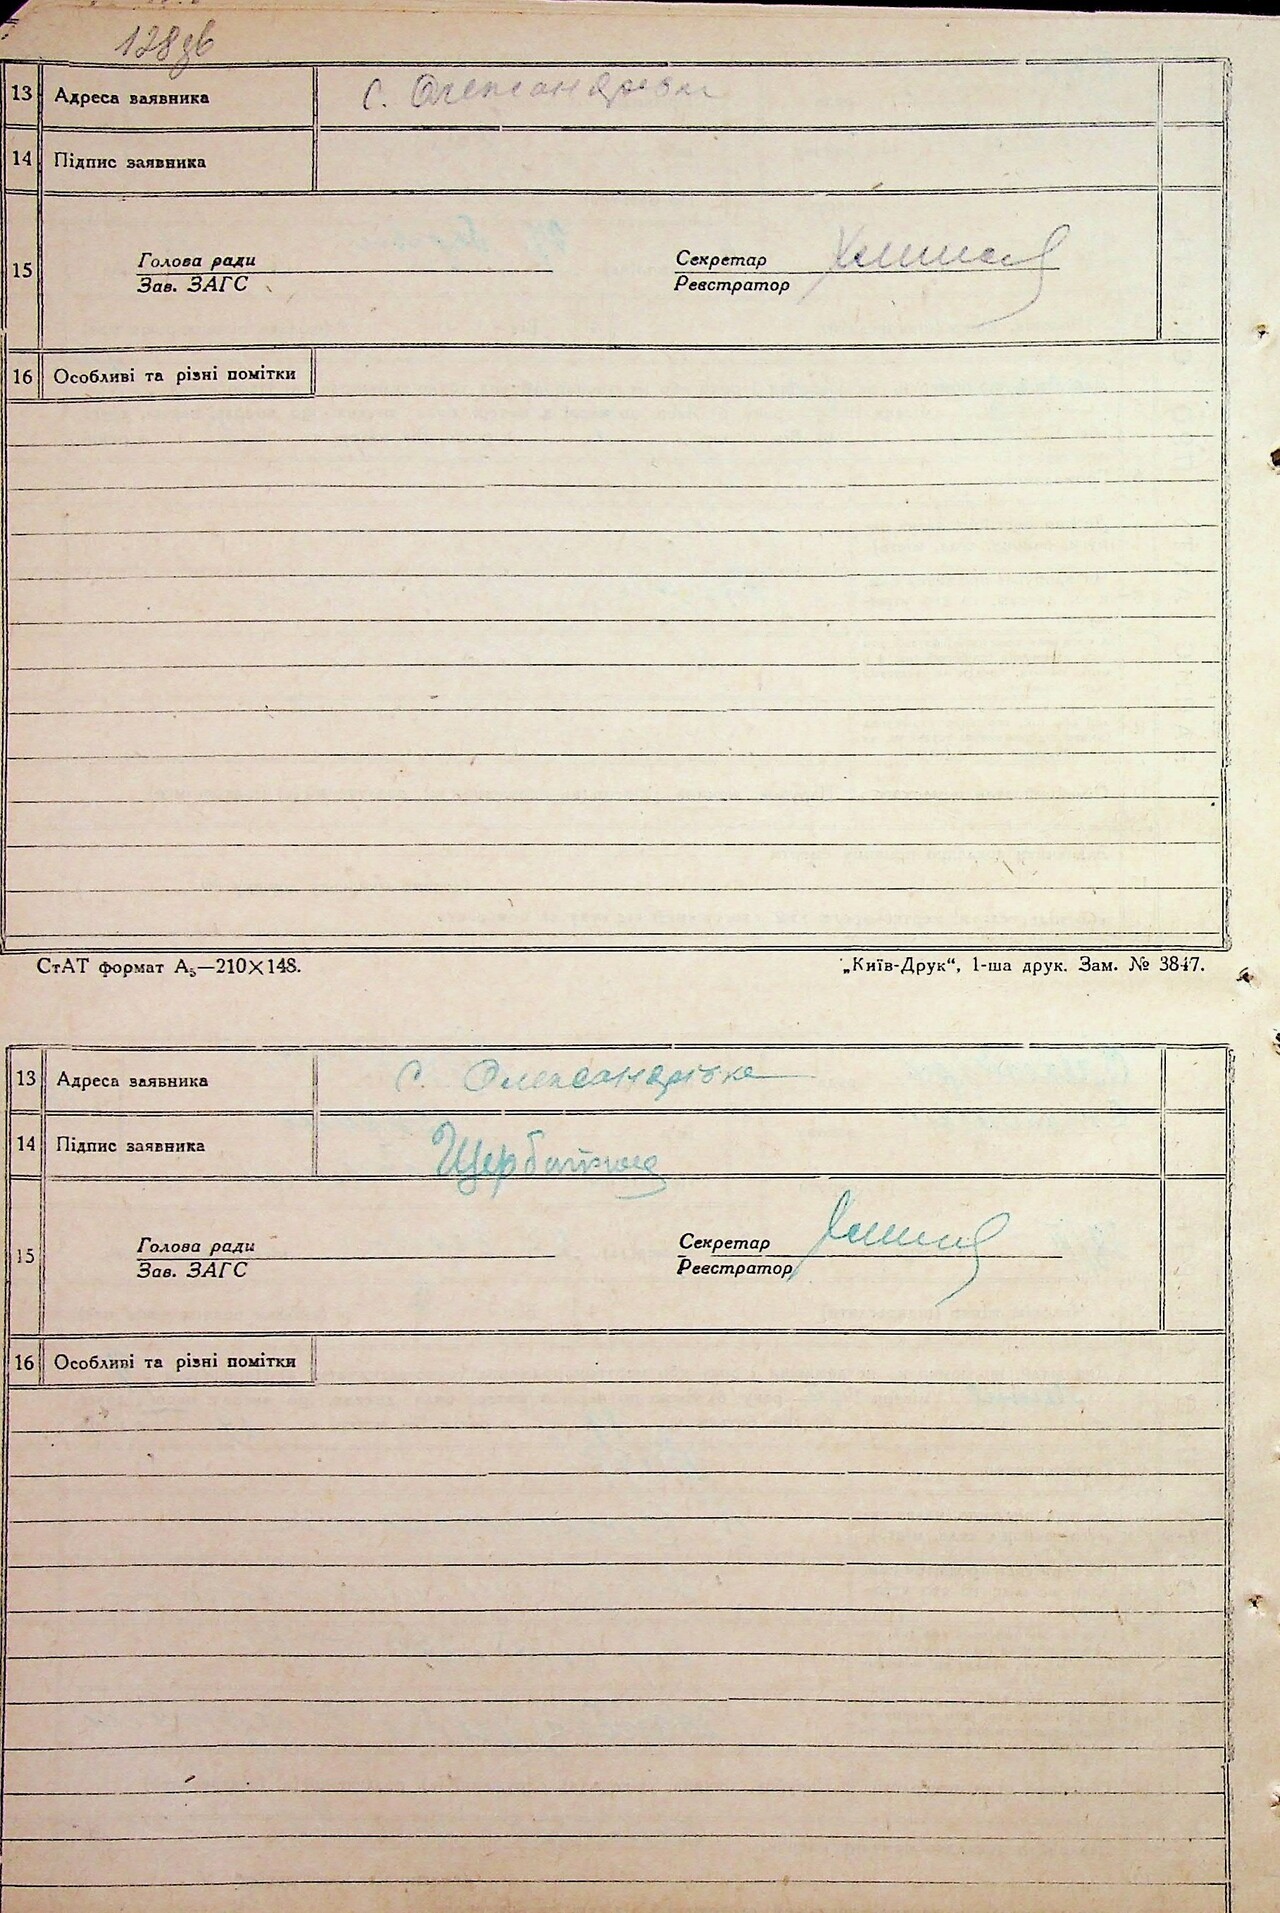 128зв
13 Адреса заявника с. Олександрівка
14 Підпис заявника
15 Голова ради Секретар
Зав. ЗАГС Реєстратор
16 Особливі та різні помітки
СтАТ формат А₅—210×148. „Київ-Друк“, 1-ша друк. Зам. № 3847.
13 Адреса заявника с. Олександрівка
14 Підпис заявника
15 Голова ради Секретар
Зав. ЗАГС Реєстратор
16 Особливі та різні помітки